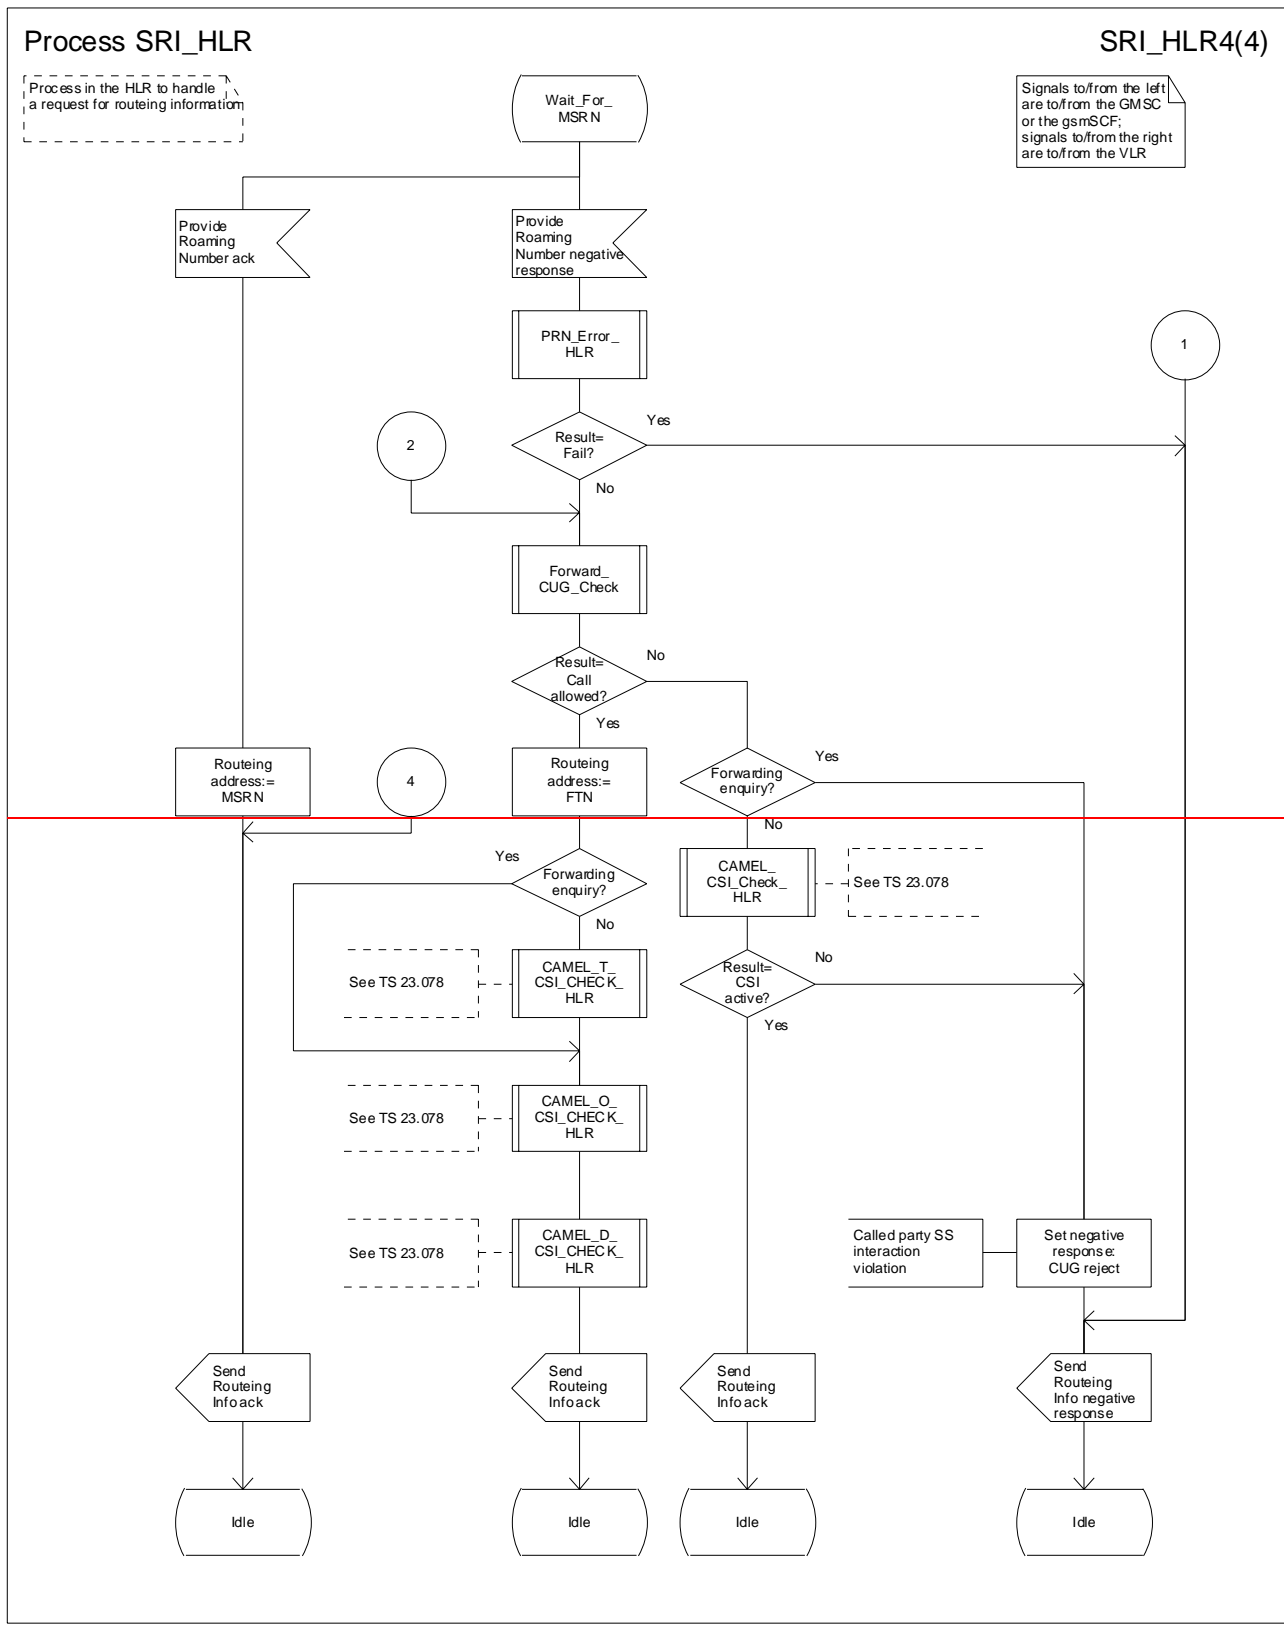 Process SRI_HLR
SRI_HLR4(4)
Process in the HLR to handle
a request for routeing information
Wait_For_
MSRN
Signals to/from the left
are to/from the GMSC
or the gsmSCF;
signals to/from the right
are to/from the VLR
Provide
Roaming
Number ack
Provide
Roaming
Number negative
response
PRN_Error_
HLR
1
Yes
2
Result=
Fail?
No
Forward_
CUG_Check
No
Result=
Call
allowed?
Yes
Routeing
address:=
MSRN
4
Routeing
address:=
FTN
Forwarding
enquiry?
Yes
No
Yes
Forwarding
enquiry?
No
CAMEL_
CSI_Check_
HLR
See TS 23.078
See TS 23.078
CAMEL_T_
CSI_CHECK_
HLR
Result=
CSI
active?
No
Yes
See TS 23.078
CAMEL_O_
CSI_CHECK_
HLR
See TS 23.078
CAMEL_D_
CSI_CHECK_
HLR
Called party SS
interaction
violation
Set negative
response:
CUG reject
Send
Routeing
Info ack
Send
Routeing
Info ack
Send
Routeing
Info ack
Send
Routeing
Info negative
response
Idle
Idle
Idle
Idle